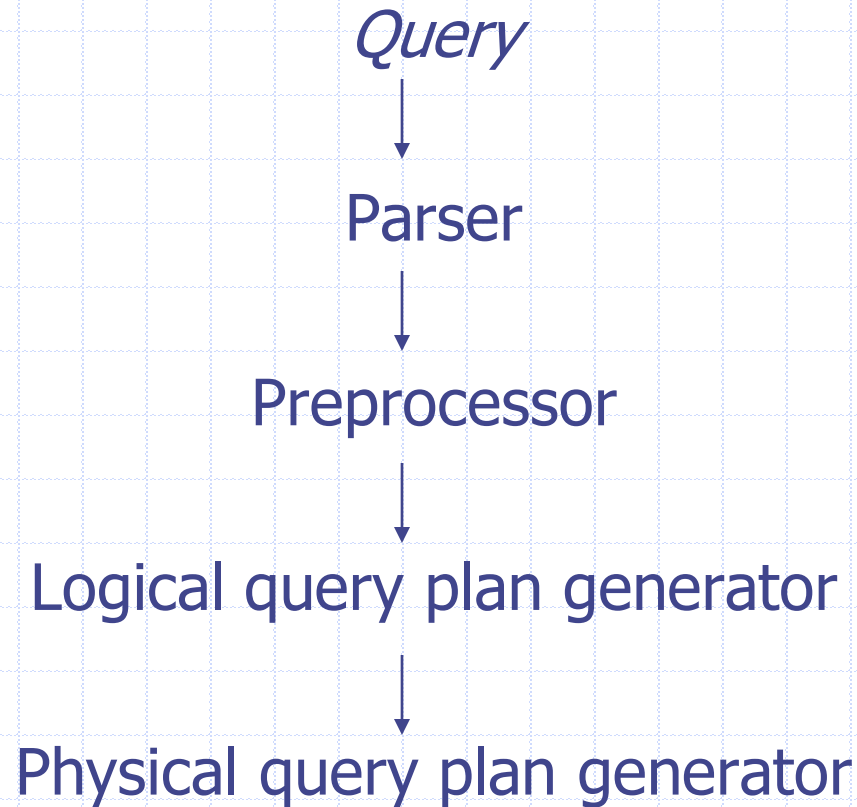 Query
Parser
Preprocessor
Logical query plan generator
Physical query plan generator